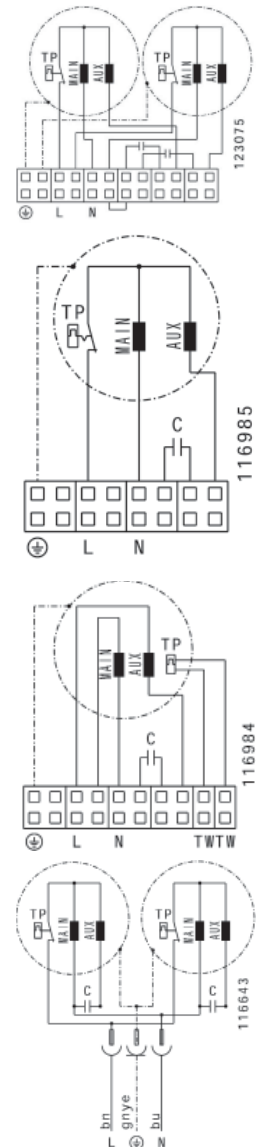 TP MAIN AUX TP MAIN AUX
123075
⏚ L N
TP MAIN AUX
C
116985
⏚ L N
MAIN AUX TP
C
116984
⏚ L N TW TW
TP MAIN AUX TP MAIN AUX
C C
116643
bn gnye bu
L ⏚ N